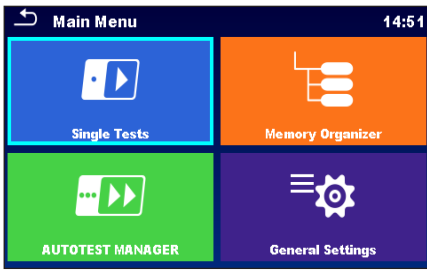 Main Menu 14:51
Single Tests
Memory Organizer
AUTOTEST MANAGER
General Settings